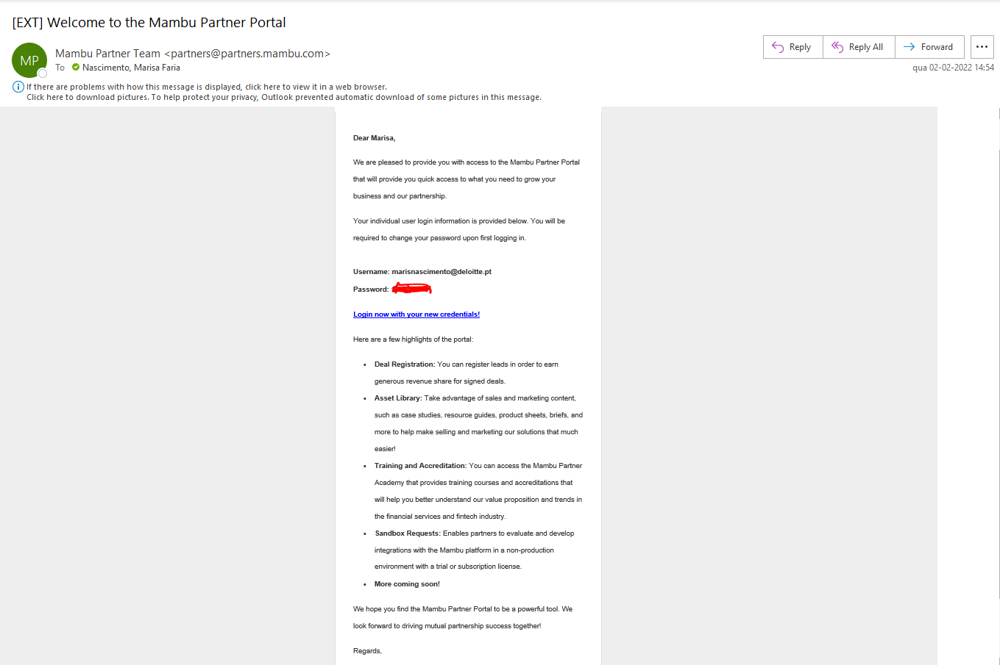 [EXT] Welcome to the Mambu Partner Portal
MP
Mambu Partner Team <partners@partners.mambu.com>
To Nascimento, Marisa Faria
Reply
Reply All
Forward
qua 02-02-2022 14:54
If there are problems with how this message is displayed, click here to view it in a web browser.
Click here to download pictures. To help protect your privacy, Outlook prevented automatic download of some pictures in this message.
Dear Marisa,
We are pleased to provide you with access to the Mambu Partner Portal
that will provide you quick access to what you need to grow your
business and our partnership.
Your individual user login information is provided below. You will be
required to change your password upon first logging in.
Username: marisnascimento@deloitte.pt
Password:
Login now with your new credentials!
Here are a few highlights of the portal:
• Deal Registration: You can register leads in order to earn
generous revenue share for signed deals.
• Asset Library: Take advantage of sales and marketing content,
such as case studies, resource guides, product sheets, briefs, and
more to help make selling and marketing our solutions that much
easier!
• Training and Accreditation: You can access the Mambu Partner
Academy that provides training courses and accreditations that
will help you better understand our value proposition and trends in
the financial services and fintech industry.
• Sandbox Requests: Enables partners to evaluate and develop
integrations with the Mambu platform in a non-production
environment with a trial or subscription license.
• More coming soon!
We hope you find the Mambu Partner Portal to be a powerful tool. We
look forward to driving mutual partnership success together!
Regards,